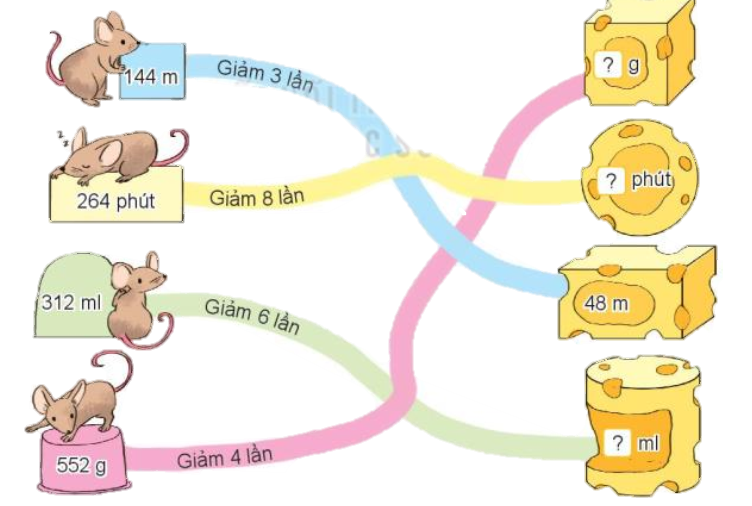 144 m
Giảm 3 lần
? g
264 phút
Giảm 8 lần
? phút
312 ml
Giảm 6 lần
48 m
552 g
Giảm 4 lần
? ml